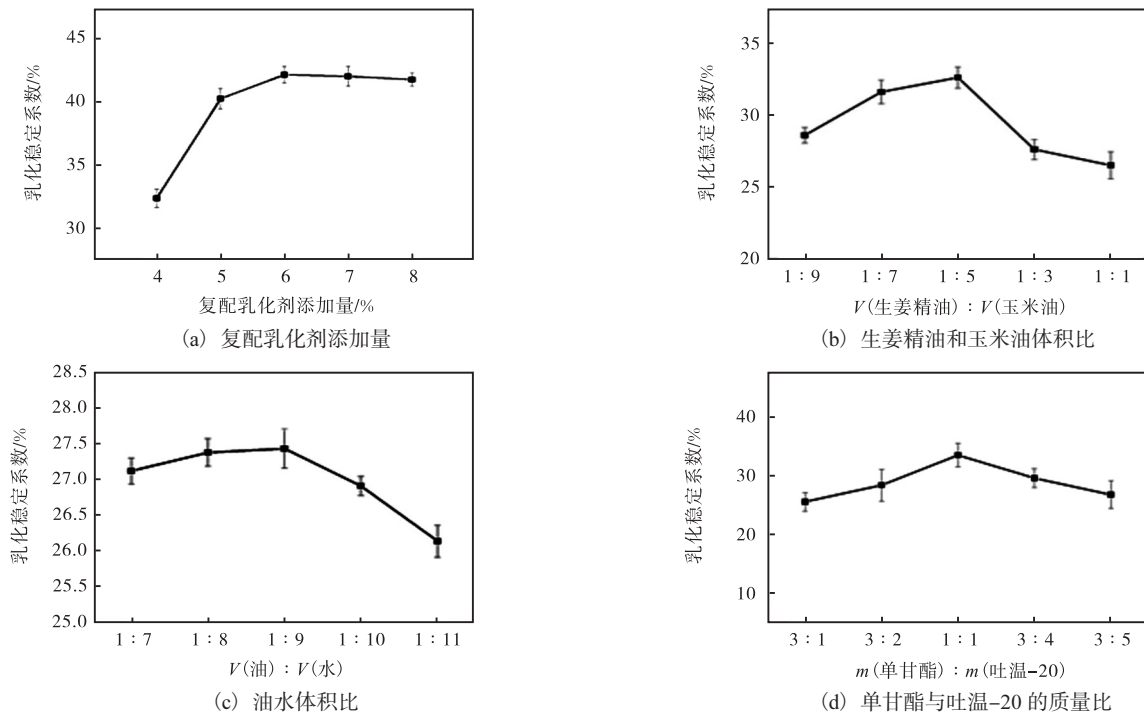 45
40
35
30
乳化稳定系数/%
4 5 6 7 8
复配乳化剂添加量/%
(a) 复配乳化剂添加量
35
30
25
20
乳化稳定系数/%
1∶9 1∶7 1∶5 1∶3 1∶1
V(生姜精油)∶V(玉米油)
(b) 生姜精油和玉米油体积比
28.5
28.0
27.5
27.0
26.5
26.0
25.5
25.0
乳化稳定系数/%
1∶7 1∶8 1∶9 1∶10 1∶11
V(油)∶V(水)
(c) 油水体积比
40
30
20
10
乳化稳定系数/%
3∶1 3∶2 1∶1 3∶4 3∶5
m(单甘酯)∶m(吐温-20)
(d) 单甘酯与吐温-20 的质量比